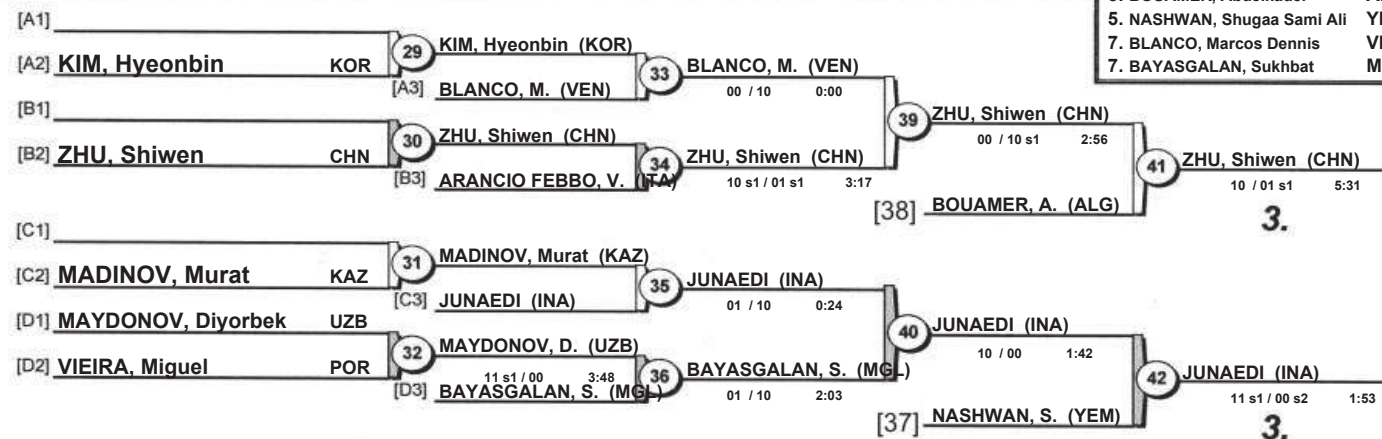 5. NASHWAN, Shugaa Sami Ali
7. BLANCO, Marcos Dennis
7. BAYASGALAN, Sukhbat
[A1]
[A2] KIM, Hyeonbin KOR
29
KIM, Hyeonbin (KOR)
[A3] BLANCO, M. (VEN)
33
BLANCO, M. (VEN)
00 / 10 0:00
[B1]
[B2] ZHU, Shiwen CHN
30
ZHU, Shiwen (CHN)
[B3] ARANCIO FEBBO, V. (ITA)
34
ZHU, Shiwen (CHN)
10 s1 / 01 s1 3:17
39
ZHU, Shiwen (CHN)
00 / 10 s1 2:56
[38] BOUAMER, A. (ALG)
41
ZHU, Shiwen (CHN)
10 / 01 s1 5:31
3.
[C1]
[C2] MADINOV, Murat KAZ
31
MADINOV, Murat (KAZ)
[C3] JUNAEDI (INA)
35
JUNAEDI (INA)
01 / 10 0:24
[D1] MAYDONOV, Diyorbek UZB
[D2] VIEIRA, Miguel POR
32
MAYDONOV, D. (UZB)
11 s1 / 00 3:48
[D3] BAYASGALAN, S. (MGL)
36
BAYASGALAN, S. (MGL)
01 / 10 2:03
40
JUNAEDI (INA)
10 / 00 1:42
[37] NASHWAN, S. (YEM)
42
JUNAEDI (INA)
11 s1 / 00 s2 1:53
3.